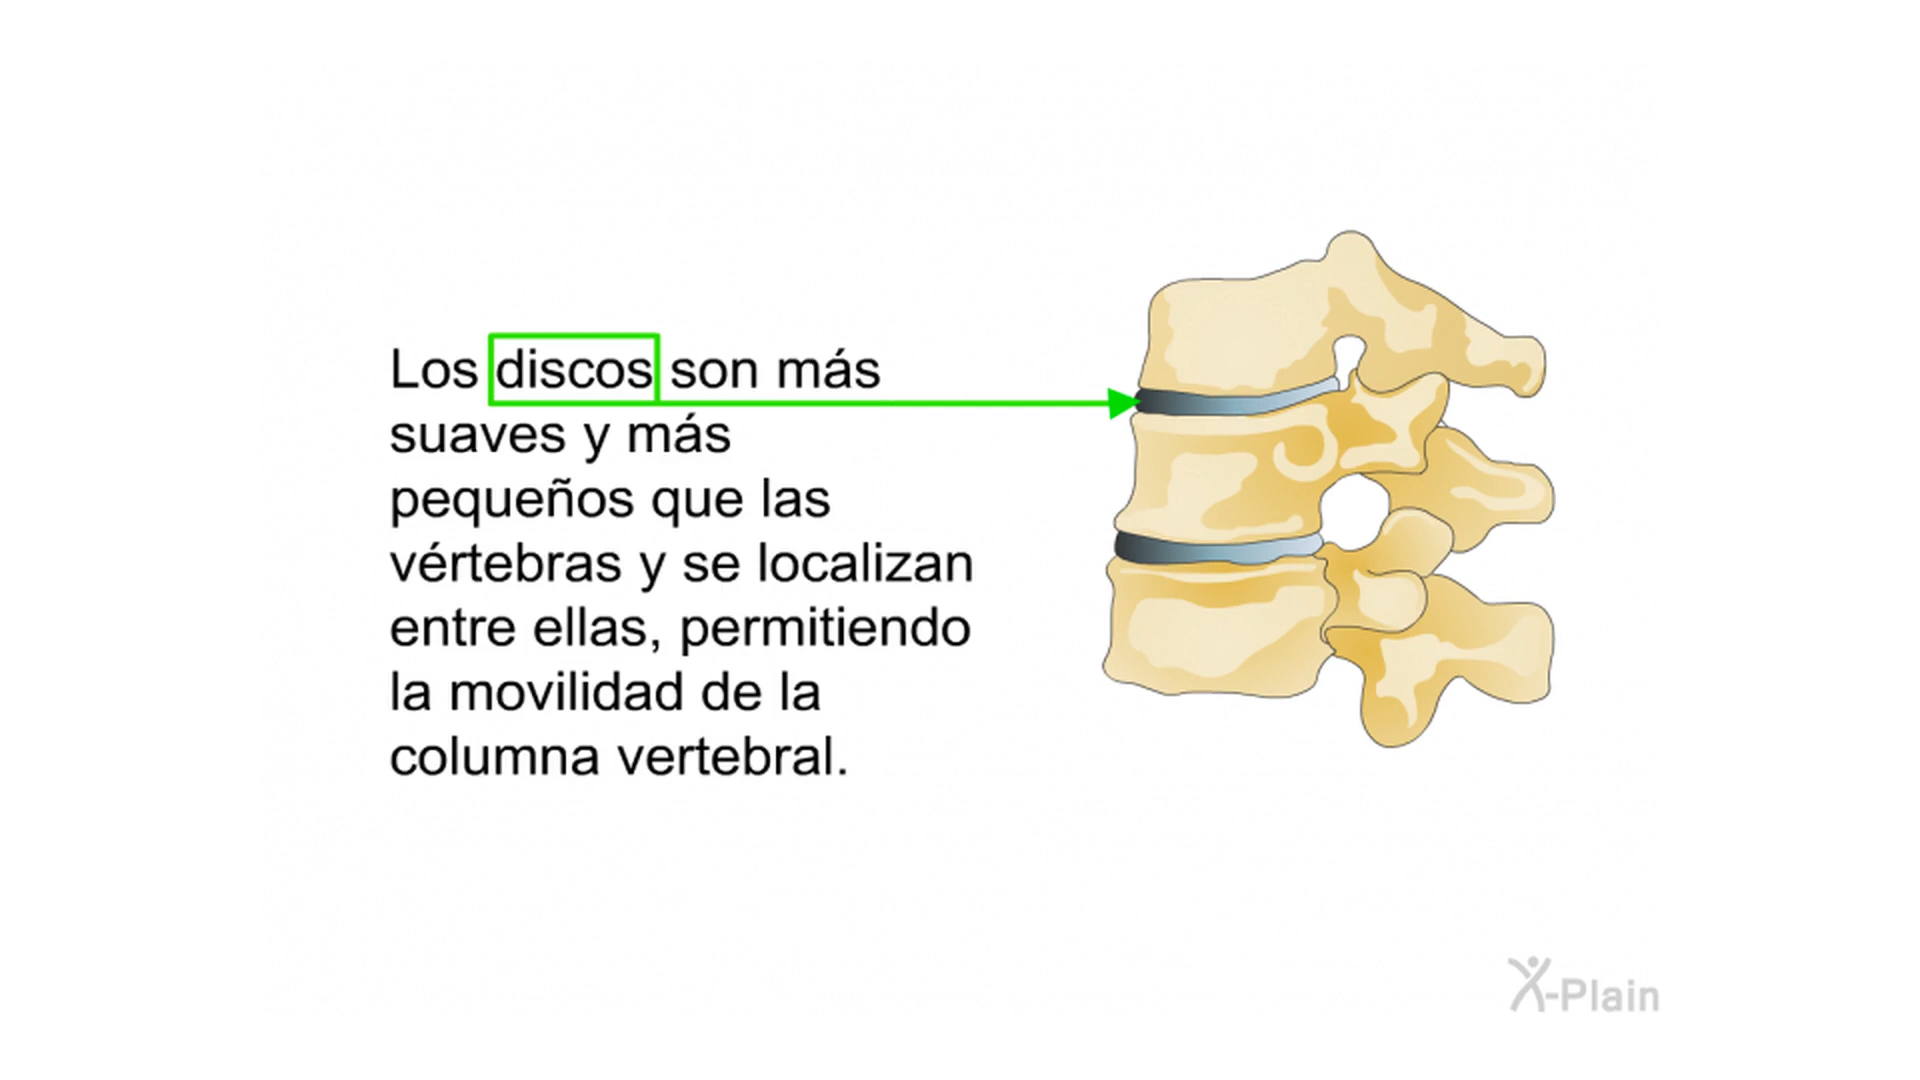 Los discos son más
suaves y más
pequeños que las
vértebras y se localizan
entre ellas, permitiendo
la movilidad de la
columna vertebral.
X-Plain